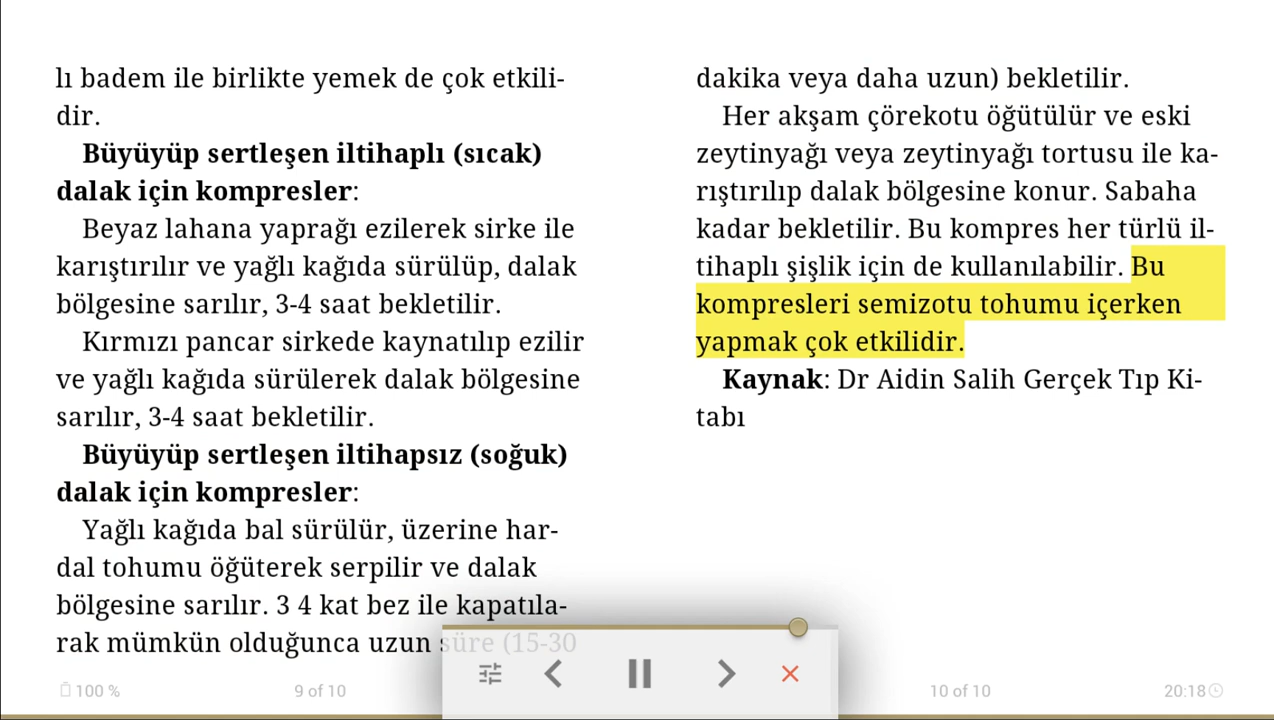 lı badem ile birlikte yemek de çok etkili-
dir.
Büyüyüp sertleşen iltihaplı (sıcak)
dalak için kompresler:
Beyaz lahana yaprağı ezilerek sirke ile
karıştırılır ve yağlı kağıda sürülüp, dalak
bölgesine sarılır, 3-4 saat bekletilir.
Kırmızı pancar sirkede kaynatılıp ezilir
ve yağlı kağıda sürülerek dalak bölgesine
sarılır, 3-4 saat bekletilir.
Büyüyüp sertleşen iltihapsız (soğuk)
dalak için kompresler:
Yağlı kağıda bal sürülür, üzerine har-
dal tohumu öğüterek serpilir ve dalak
bölgesine sarılır. 3 4 kat bez ile kapatıla-
rak mümkün olduğunca uzun süre (15-30
dakika veya daha uzun) bekletilir.
Her akşam çörekotu öğütülür ve eski
zeytinyağı veya zeytinyağı tortusu ile ka-
rıştırılıp dalak bölgesine konur. Sabaha
kadar bekletilir. Bu kompres her türlü il-
tihaplı şişlik için de kullanılabilir. Bu
kompresleri semizotu tohumu içerken
yapmak çok etkilidir.
Kaynak: Dr Aidin Salih Gerçek Tıp Ki-
tabı
100 %
9 of 10
10 of 10
20:18